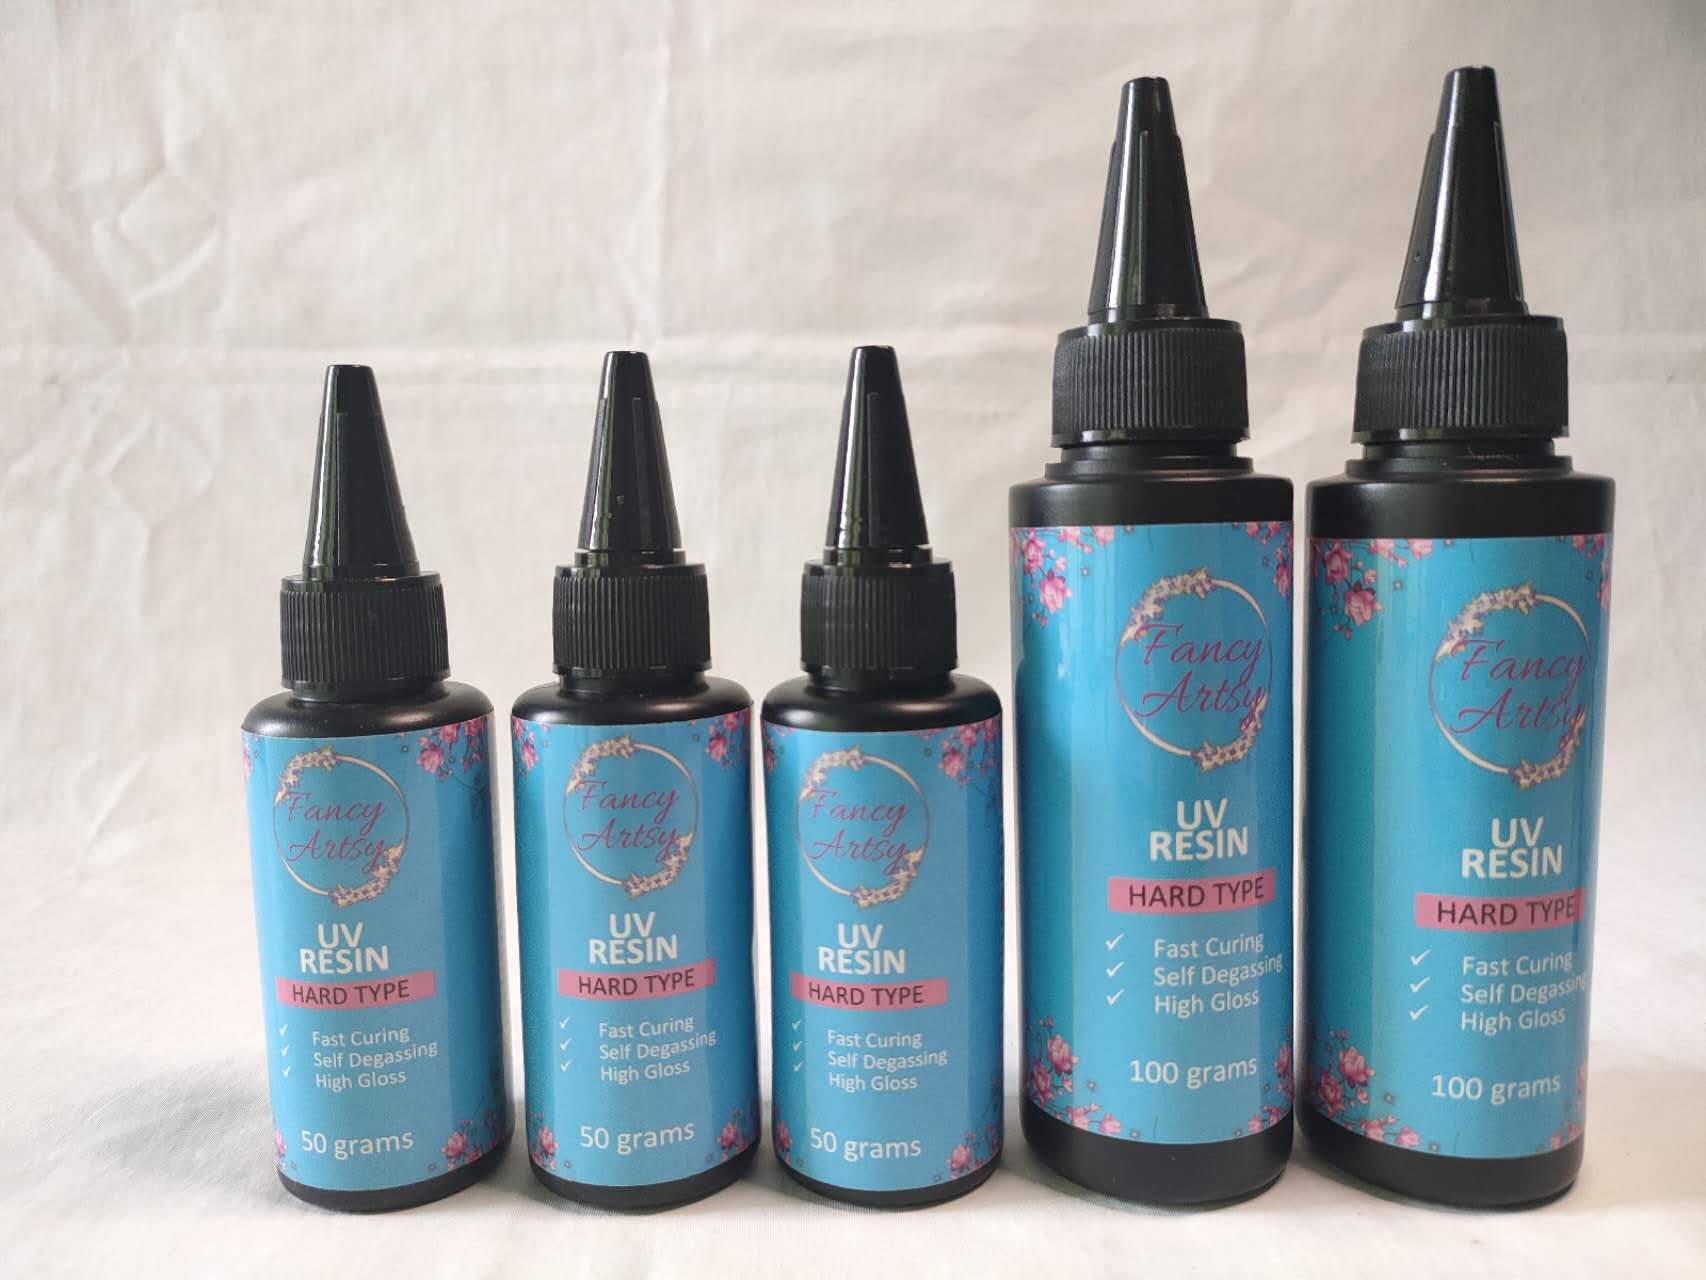 Fancy
Artsy
UV
RESIN
HARD TYPE
✓ Fast Curing
✓ Self Degassing
✓ High Gloss
50 grams
Fancy
Artsy
UV
RESIN
HARD TYPE
✓ Fast Curing
✓ Self Degassing
✓ High Gloss
50 grams
Fancy
Artsy
UV
RESIN
HARD TYPE
✓ Fast Curing
✓ Self Degassing
✓ High Gloss
50 grams
Fancy
Artsy
UV
RESIN
HARD TYPE
✓ Fast Curing
✓ Self Degassing
✓ High Gloss
100 grams
Fancy
Artsy
UV
RESIN
HARD TYPE
✓ Fast Curing
✓ Self Degassing
✓ High Gloss
100 grams